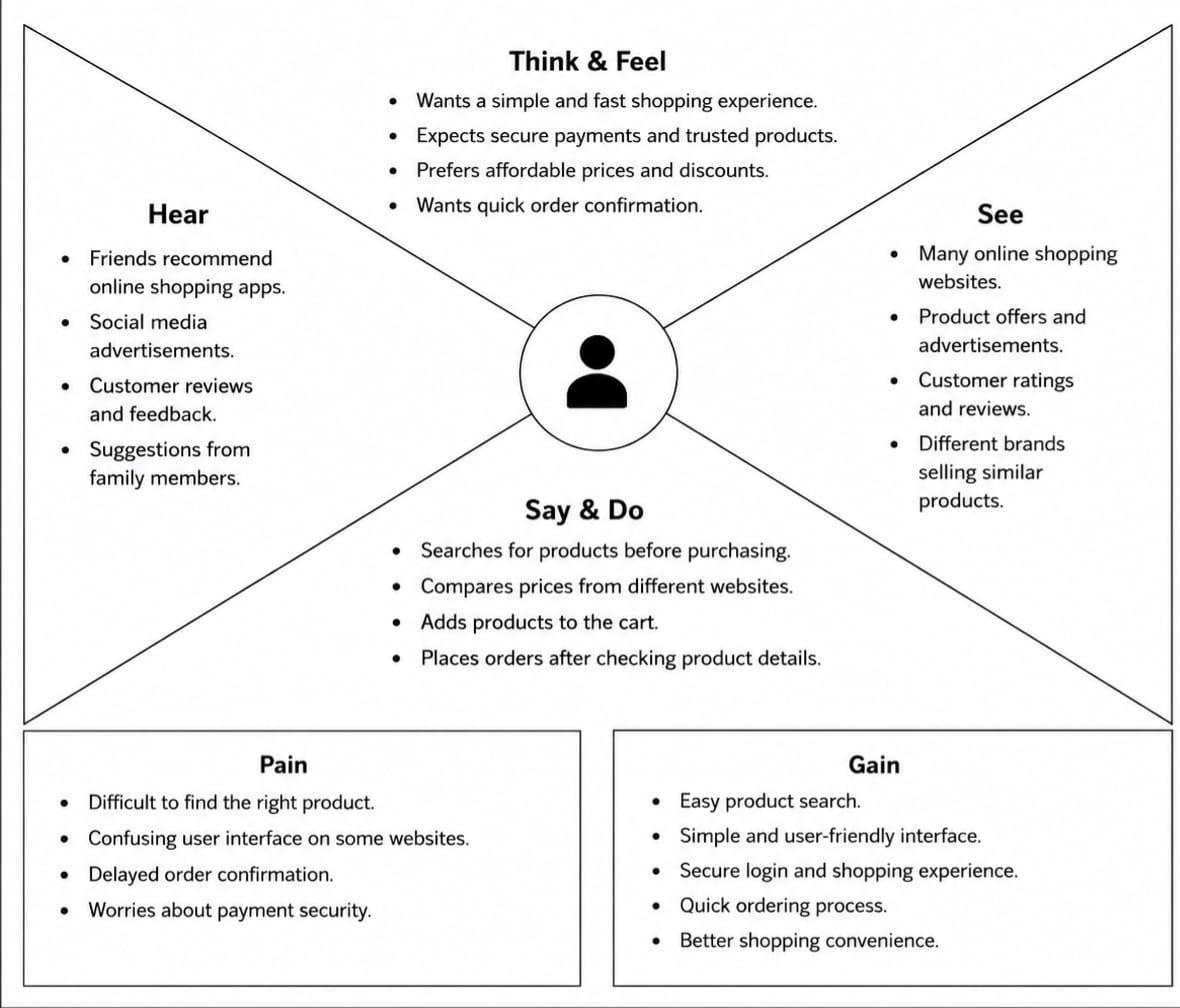 Think & Feel
• Wants a simple and fast shopping experience.
• Expects secure payments and trusted products.
• Prefers affordable prices and discounts.
• Wants quick order confirmation.
Hear
• Friends recommend
online shopping apps.
• Social media
advertisements.
• Customer reviews
and feedback.
• Suggestions from
family members.
See
• Many online shopping
websites.
• Product offers and
advertisements.
• Customer ratings
and reviews.
• Different brands
selling similar
products.
Say & Do
• Searches for products before purchasing.
• Compares prices from different websites.
• Adds products to the cart.
• Places orders after checking product details.
Pain
• Difficult to find the right product.
• Confusing user interface on some websites.
• Delayed order confirmation.
• Worries about payment security.
Gain
• Easy product search.
• Simple and user-friendly interface.
• Secure login and shopping experience.
• Quick ordering process.
• Better shopping convenience.